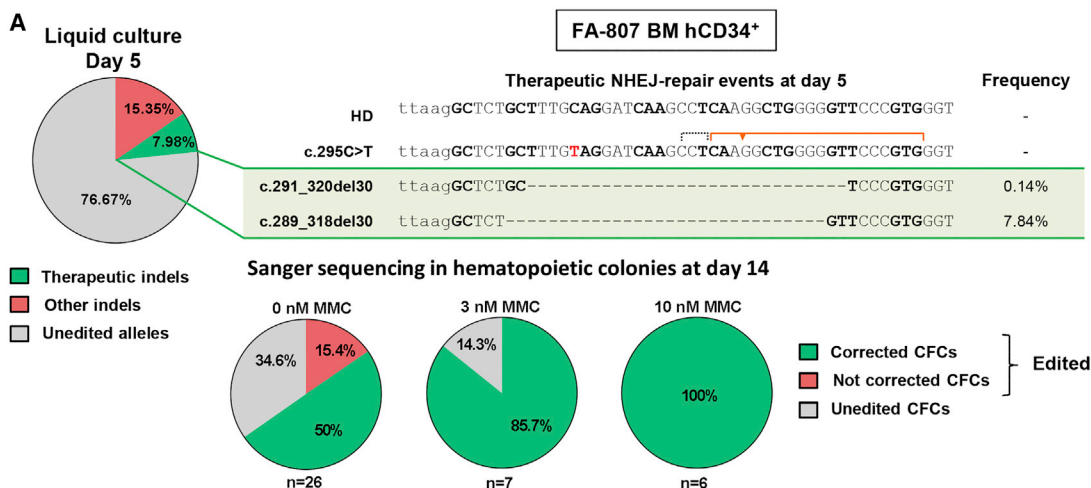 A
Liquid culture
Day 5
15.35%
7.98%
76.67%
Therapeutic indels
Other indels
Unedited alleles
FA-807 BM hCD34+
Therapeutic NHEJ-repair events at day 5 Frequency
HD ttaagGCTCTGCTTTGCAGGATCAAGCCTCAAGGCTGGGGGTTCCCGTGGGT -
c.295C>T ttaagGCTCTGCTTTGTAGGATCAAGCCTCAAGGCTGGGGGTTCCCGTGGGT -
c.291_320del30 ttaagGCTCTGC------------------------------TCCCGTGGGT 0.14%
c.289_318del30 ttaagGCTCT------------------------------GTTCCCGTGGGT 7.84%
Sanger sequencing in hematopoietic colonies at day 14
0 nM MMC
34.6%
15.4%
50%
n=26
3 nM MMC
14.3%
85.7%
n=7
10 nM MMC
100%
n=6
Corrected CFCs
Not corrected CFCs
Unedited CFCs
Edited